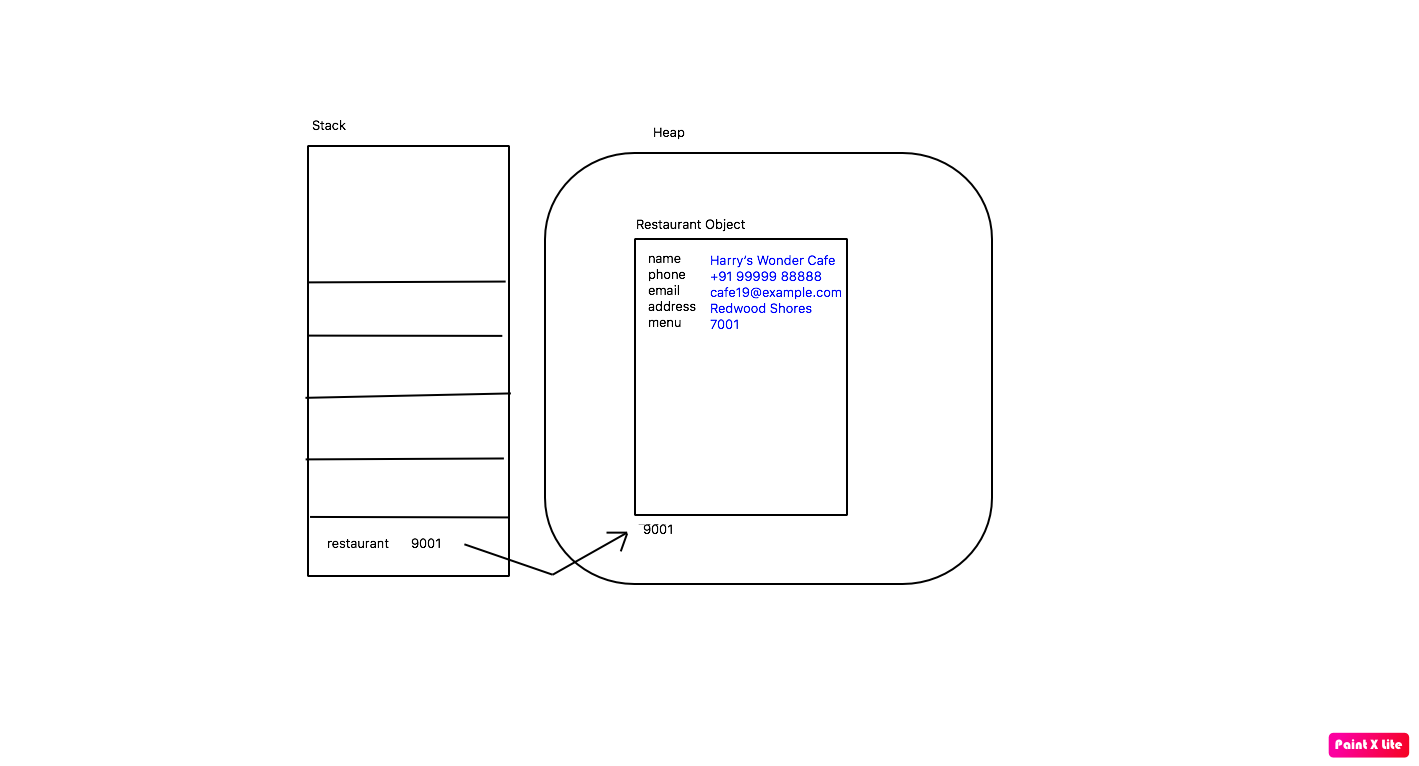 Stack
Heap
Restaurant Object
name Harry's Wonder Cafe
phone +91 99999 88888
email cafe19@example.com
address Redwood Shores
menu 7001
9001
restaurant 9001
Paint X Lite